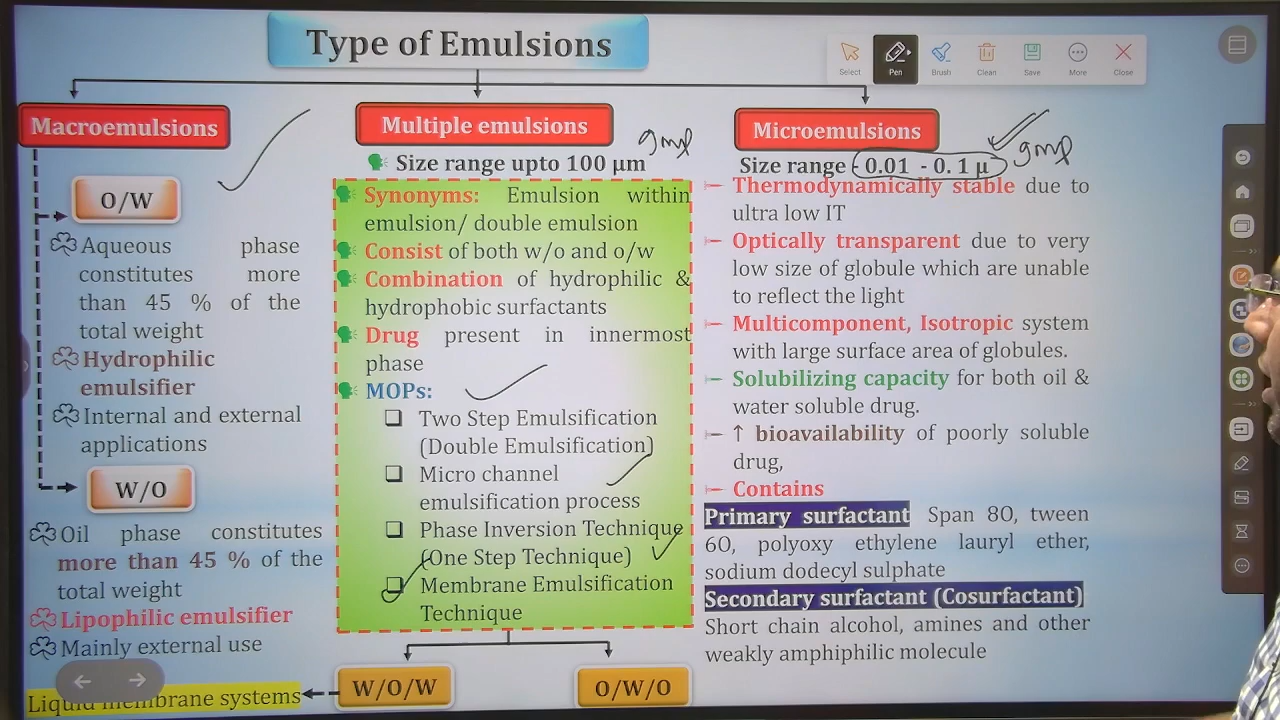 Type of Emulsions
Select
Pen
Brush
Clean
Save
More
Close
Macroemulsions
O/W
Aqueous phase
constitutes more
than 45 % of the
total weight
Hydrophilic
emulsifier
Internal and external
applications
W/O
Oil phase constitutes
more than 45 % of the
total weight
Lipophilic emulsifier
Mainly external use
Multiple emulsions
gmp
Size range upto 100 µm
Synonyms: Emulsion within
emulsion/ double emulsion
Consist of both w/o and o/w
Combination of hydrophilic &
hydrophobic surfactants
Drug present in innermost
phase
MOPs:
Two Step Emulsification
(Double Emulsification)
Micro channel
emulsification process
Phase Inversion Technique
(One Step Technique)
Membrane Emulsification
Technique
W/O/W
O/W/O
Liquid membrane systems
Microemulsions
gmp
Size range - 0.01 - 0. 1 µ
Thermodynamically stable due to
ultra low IT
Optically transparent due to very
low size of globule which are unable
to reflect the light
Multicomponent, Isotropic system
with large surface area of globules.
Solubilizing capacity for both oil &
water soluble drug.
↑ bioavailability of poorly soluble
drug,
Contains
Primary surfactant Span 80, tween
60, polyoxy ethylene lauryl ether,
sodium dodecyl sulphate
Secondary surfactant (Cosurfactant)
Short chain alcohol, amines and other
weakly amphiphilic molecule